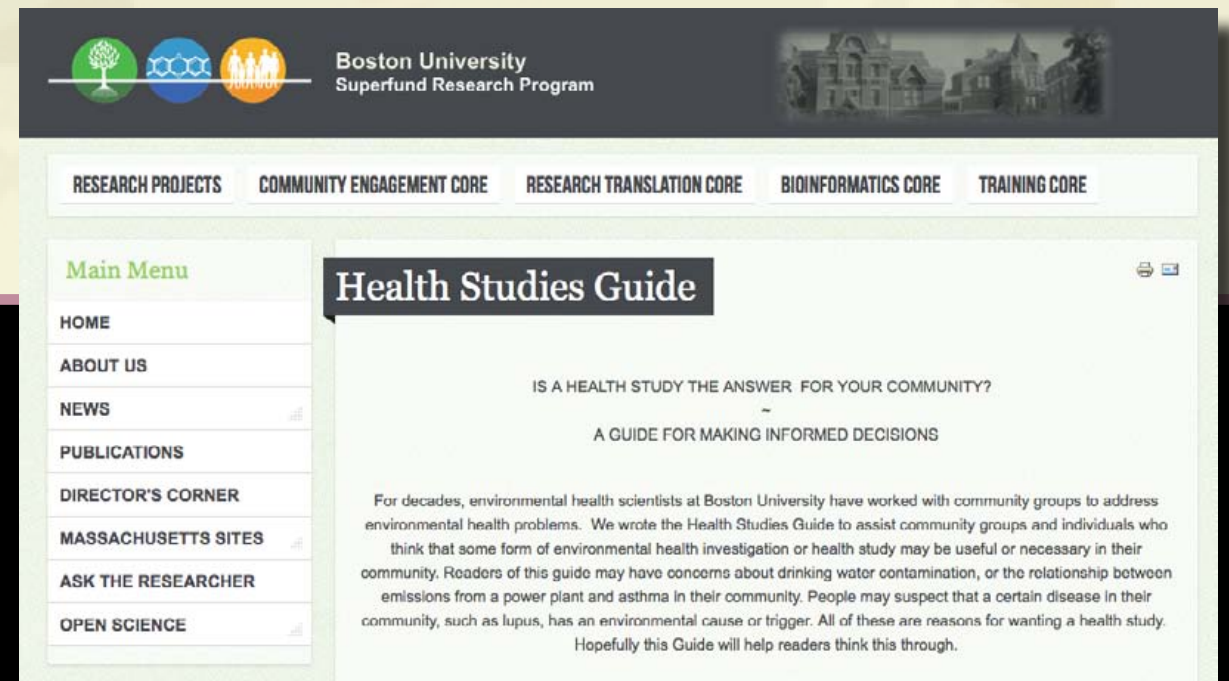 Boston University
Superfund Research Program
RESEARCH PROJECTS COMMUNITY ENGAGEMENT CORE RESEARCH TRANSLATION CORE BIOINFORMATICS CORE TRAINING CORE
Main Menu
HOME
ABOUT US
NEWS
PUBLICATIONS
DIRECTOR'S CORNER
MASSACHUSETTS SITES
ASK THE RESEARCHER
OPEN SCIENCE
Health Studies Guide
IS A HEALTH STUDY THE ANSWER FOR YOUR COMMUNITY?
~
A GUIDE FOR MAKING INFORMED DECISIONS
For decades, environmental health scientists at Boston University have worked with community groups to address
environmental health problems. We wrote the Health Studies Guide to assist community groups and individuals who
think that some form of environmental health investigation or health study may be useful or necessary in their
community. Readers of this guide may have concerns about drinking water contamination, or the relationship between
emissions from a power plant and asthma in their community. People may suspect that a certain disease in their
community, such as lupus, has an environmental cause or trigger. All of these are reasons for wanting a health study.
Hopefully this Guide will help readers think this through.